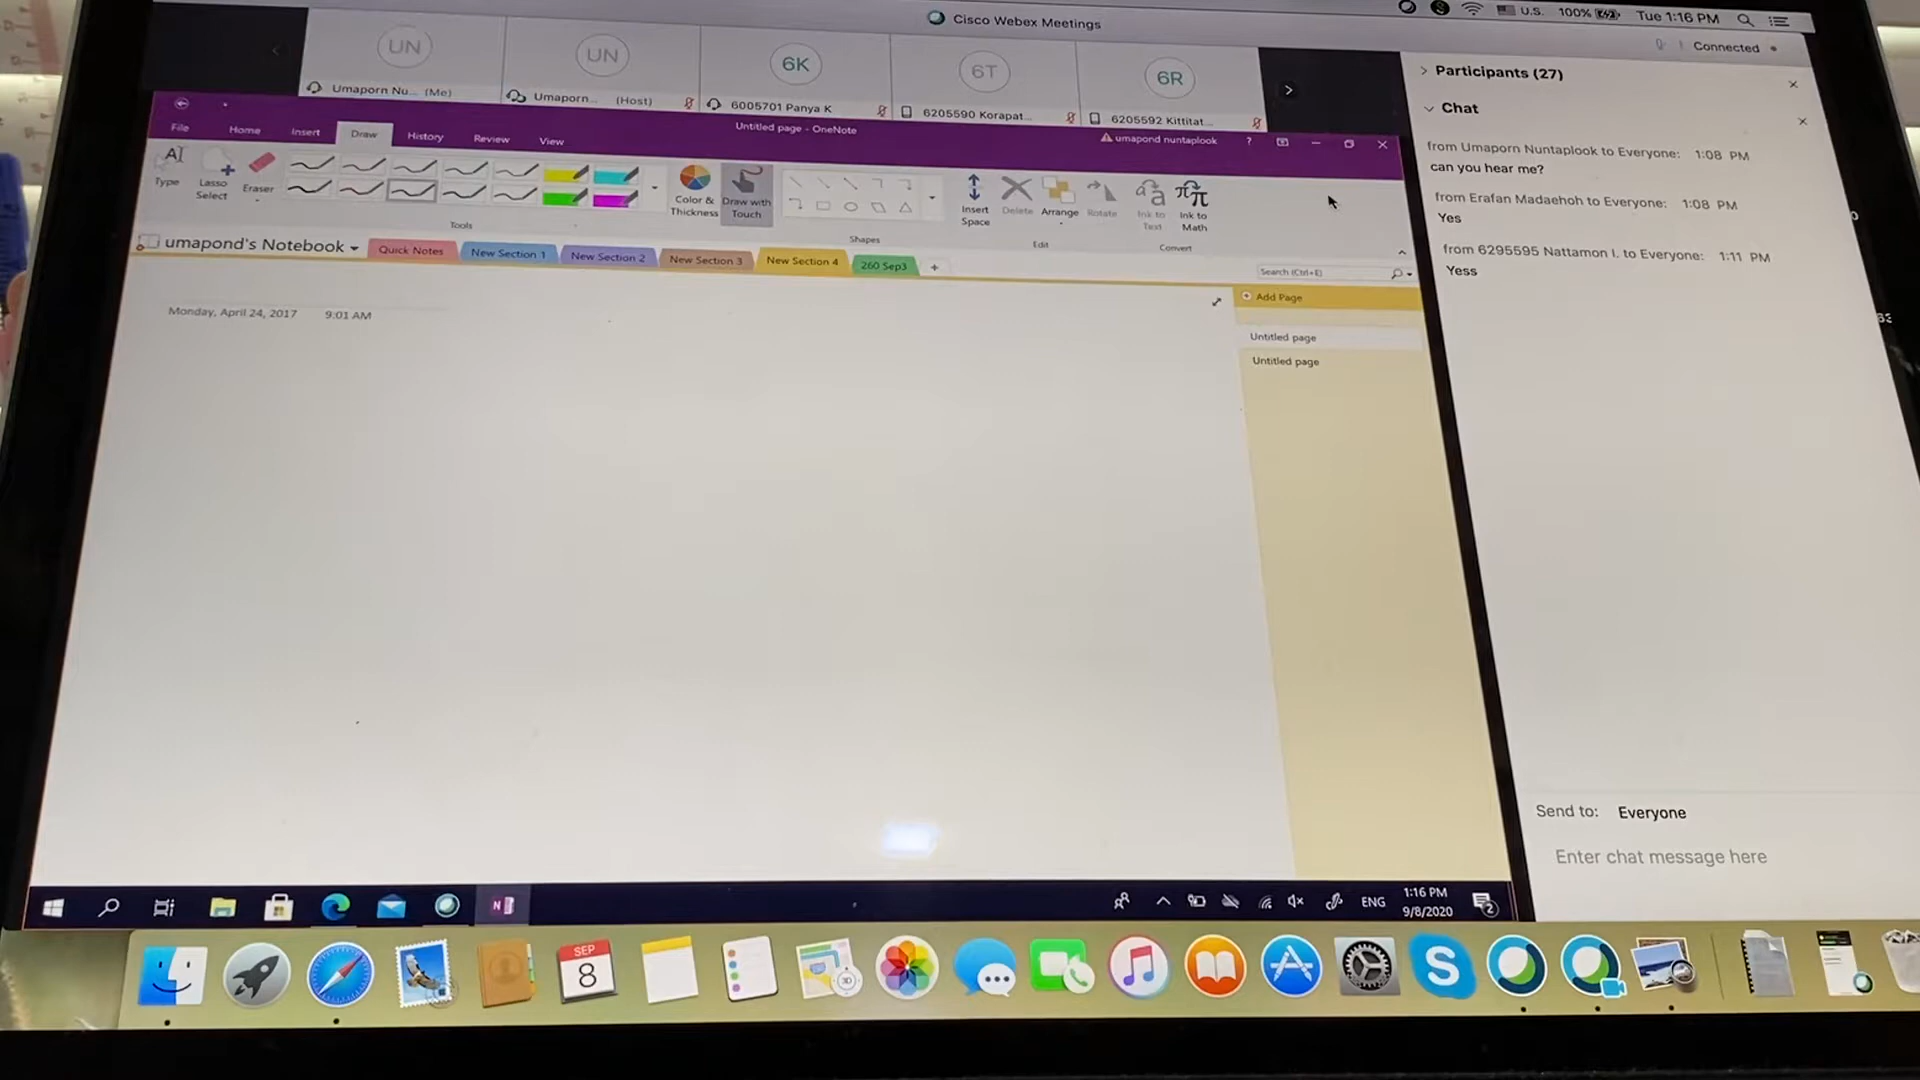 Cisco Webex Meetings
U.S. 100% Tue 1:16 PM
UN
UN
6K
6T
6R
Umaporn Nu... (Me)
Umaporn... (Host)
6005701 Panya K
6205590 Korapat...
6205592 Kittitat...
Connected
Participants (27)
Chat
from Umaporn Nuntaplook to Everyone: 1:08 PM
can you hear me?
from Erafan Madaehoh to Everyone: 1:08 PM
Yes
from 6295595 Nattamon I. to Everyone: 1:11 PM
Yess
Send to: Everyone
Enter chat message here
Untitled page - OneNote
umapond nuntaplook
File Home Insert Draw History Review View
Type
Lasso Select
Eraser
Color & Thickness
Draw with Touch
Insert Space
Delete
Arrange
Rotate
Ink to Text
Ink to Math
Tools
Shapes
Edit
Convert
umapond's Notebook
Quick Notes
New Section 1
New Section 2
New Section 3
New Section 4
260 Sep3
Search (Ctrl+E)
Add Page
Untitled page
Untitled page
Monday, April 24, 2017 9:01 AM
ENG
1:16 PM
9/8/2020
2
SEP
8
3D